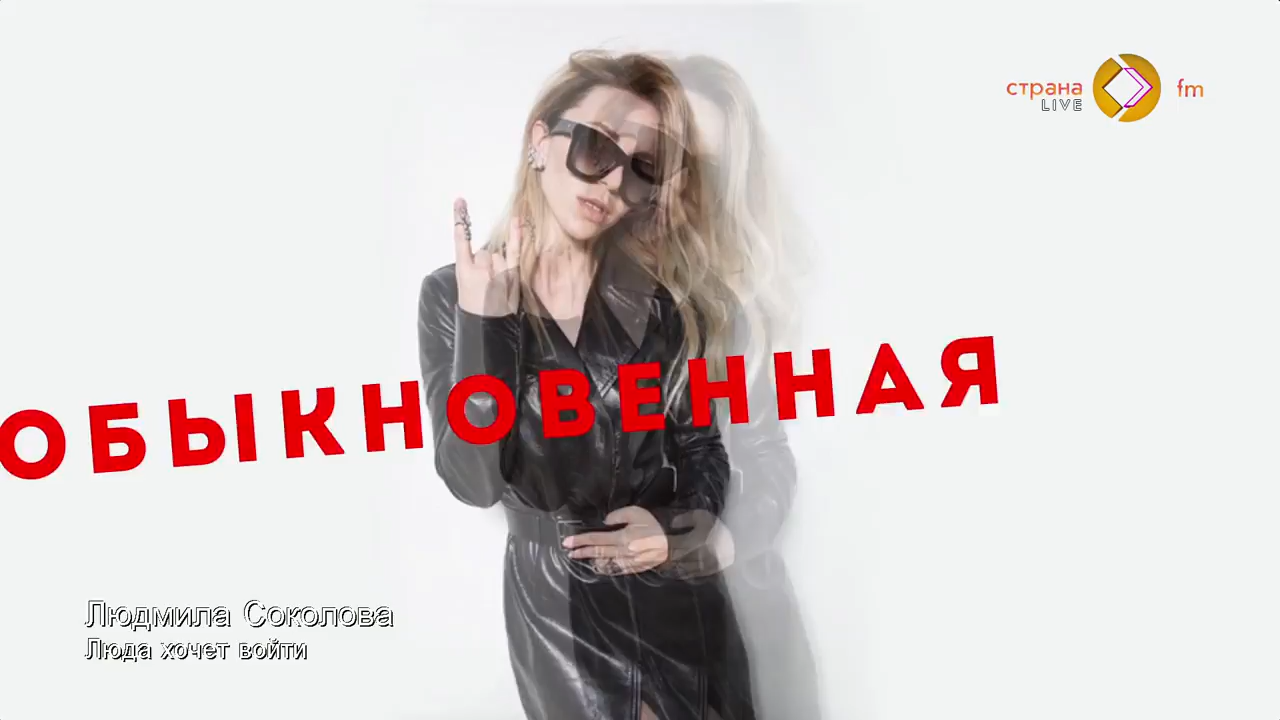 страна fm
LIVE
ОБЫКНОВЕННАЯ
Людмила Соколова
Люда хочет войти